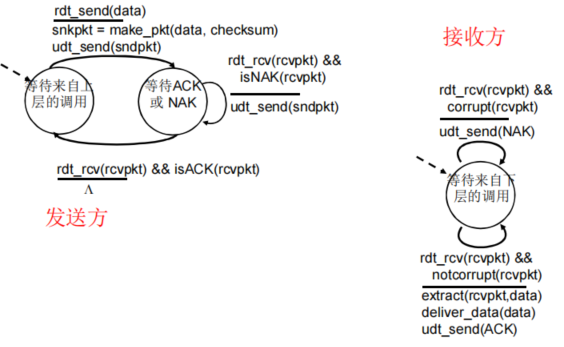 rdt_send(data)
snkpkt = make_pkt(data, checksum)
udt_send(sndpkt)
等待来自上
层的调用
等待ACK
或 NAK
rdt_rcv(rcvpkt) &&
isNAK(rcvpkt)
udt_send(sndpkt)
rdt_rcv(rcvpkt) && isACK(rcvpkt)
Λ
发送方
接收方
rdt_rcv(rcvpkt) &&
corrupt(rcvpkt)
udt_send(NAK)
等待来自下
层的调用
rdt_rcv(rcvpkt) &&
notcorrupt(rcvpkt)
extract(rcvpkt,data)
deliver_data(data)
udt_send(ACK)